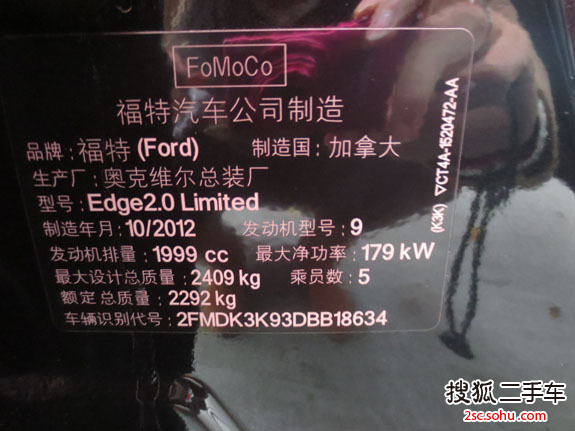 FoMoCo
福特汽车公司制造
品牌：福特(Ford) 制造国：加拿大
生产厂：奥克维尔总装厂
型号：Edge2.0 Limited
制造年月：10/2012 发动机型号：9
发动机排量：1999 cc 最大净功率：179 kW
最大设计总质量：2409 kg 乘员数：5
额定总质量：2292 kg
车辆识别代号：2FMDK3K93DBB18634
(K3K) ▽CT4A-1520472-AA
搜狐二手车
2sc.sohu.com